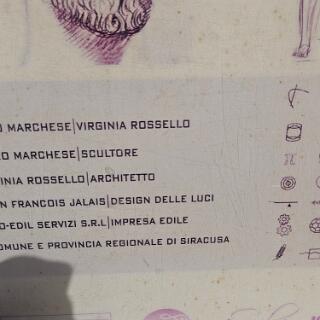 O MARCHESE|VIRGINIA ROSSELLO
O MARCHESE|SCULTORE
INIA ROSSELLO|ARCHITETTO
N FRANCOIS JALAIS|DESIGN DELLE LUCI
O-EDIL SERVIZI S.R.L|IMPRESA EDILE
OMUNE E PROVINCIA REGIONALE DI SIRACUSA